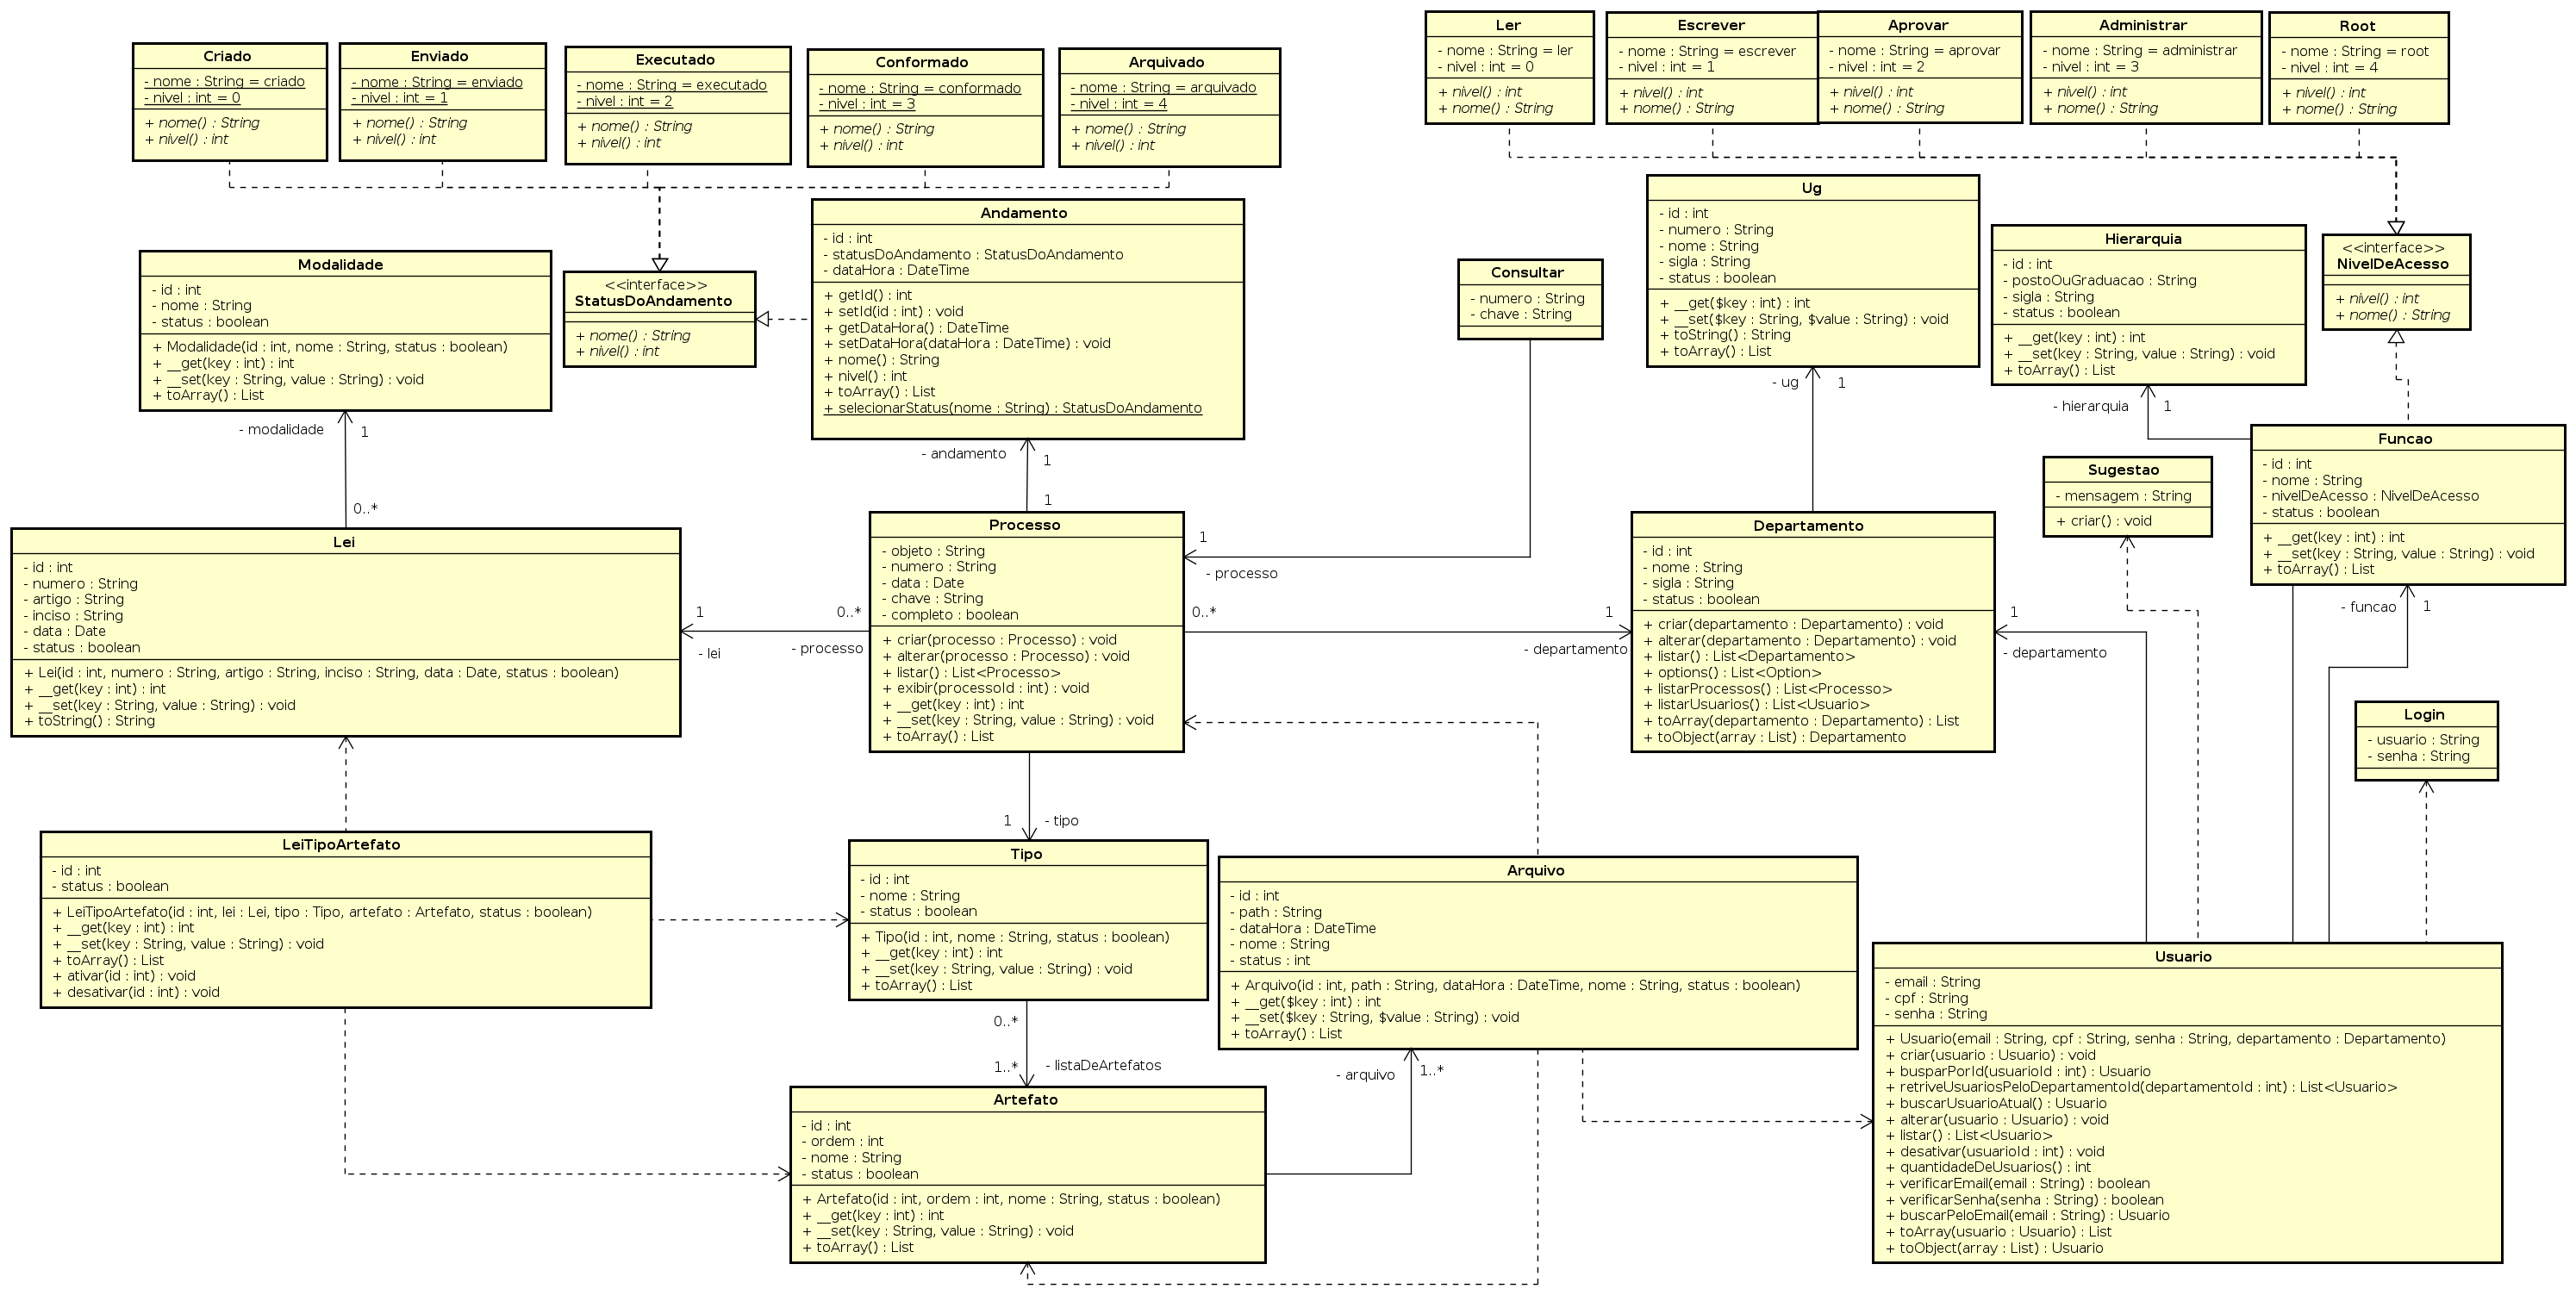 Criado
- nome : String = criado
- nivel : int = 0
+ nome() : String
+ nivel() : int
Enviado
- nome : String = enviado
- nivel : int = 1
+ nome() : String
+ nivel() : int
Executado
- nome : String = executado
- nivel : int = 2
+ nome() : String
+ nivel() : int
Conformado
- nome : String = conformado
- nivel : int = 3
+ nome() : String
+ nivel() : int
Arquivado
- nome : String = arquivado
- nivel : int = 4
+ nome() : String
+ nivel() : int
Ler
- nome : String = ler
- nivel : int = 0
+ nivel() : int
+ nome() : String
Escrever
- nome : String = escrever
- nivel : int = 1
+ nivel() : int
+ nome() : String
Aprovar
- nome : String = aprovar
- nivel : int = 2
+ nivel() : int
+ nome() : String
Administrar
- nome : String = administrar
- nivel : int = 3
+ nivel() : int
+ nome() : String
Root
- nome : String = root
- nivel : int = 4
+ nivel() : int
+ nome() : String
Modalidade
- id : int
- nome : String
- status : boolean
+ Modalidade(id : int, nome : String, status : boolean)
+ __get(key : int) : int
+ __set(key : String, value : String) : void
+ toArray() : List
<<interface>>
StatusDoAndamento
+ nome() : String
+ nivel() : int
Andamento
- id : int
- statusDoAndamento : StatusDoAndamento
- dataHora : DateTime
+ getId() : int
+ setId(id : int) : void
+ getDataHora() : DateTime
+ setDataHora(dataHora : DateTime) : void
+ nome() : String
+ nivel() : int
+ toArray() : List
+ selecionarStatus(nome : String) : StatusDoAndamento
Consultar
- numero : String
- chave : String
Ug
- id : int
- numero : String
- nome : String
- sigla : String
- status : boolean
+ __get($key : int) : int
+ __set($key : String, $value : String) : void
+ toString() : String
+ toArray() : List
Hierarquia
- id : int
- postoOuGraduacao : String
- sigla : String
- status : boolean
+ __get(key : int) : int
+ __set(key : String, value : String) : void
+ toArray() : List
<<interface>>
NivelDeAcesso
+ nivel() : int
+ nome() : String
- modalidade
1
0..*
- andamento
1
1
- ug
1
- hierarquia
1
Sugestao
- mensagem : String
+ criar() : void
Funcao
- id : int
- nome : String
- nivelDeAcesso : NivelDeAcesso
- status : boolean
+ __get(key : int) : int
+ __set(key : String, value : String) : void
+ toArray() : List
Lei
- id : int
- numero : String
- artigo : String
- inciso : String
- data : Date
- status : boolean
+ Lei(id : int, numero : String, artigo : String, inciso : String, data : Date, status : boolean)
+ __get(key : int) : int
+ __set(key : String, value : String) : void
+ toString() : String
1
- lei
0..*
- processo
Processo
- objeto : String
- numero : String
- data : Date
- chave : String
- completo : boolean
+ criar(processo : Processo) : void
+ alterar(processo : Processo) : void
+ listar() : List<Processo>
+ exibir(processoId : int) : void
+ __get(key : int) : int
+ __set(key : String, value : String) : void
+ toArray() : List
1
- processo
0..*
1
- departamento
Departamento
- id : int
- nome : String
- sigla : String
- status : boolean
+ criar(departamento : Departamento) : void
+ alterar(departamento : Departamento) : void
+ listar() : List<Departamento>
+ options() : List<Option>
+ listarProcessos() : List<Processo>
+ listarUsuarios() : List<Usuario>
+ toArray(departamento : Departamento) : List
+ toObject(array : List) : Departamento
1
- departamento
- funcao
1
Login
- usuario : String
- senha : String
1
- tipo
LeiTipoArtefato
- id : int
- status : boolean
+ LeiTipoArtefato(id : int, lei : Lei, tipo : Tipo, artefato : Artefato, status : boolean)
+ __get(key : int) : int
+ __set(key : String, value : String) : void
+ toArray() : List
+ ativar(id : int) : void
+ desativar(id : int) : void
Tipo
- id : int
- nome : String
- status : boolean
+ Tipo(id : int, nome : String, status : boolean)
+ __get(key : int) : int
+ __set(key : String, value : String) : void
+ toArray() : List
Arquivo
- id : int
- path : String
- dataHora : DateTime
- nome : String
- status : int
+ Arquivo(id : int, path : String, dataHora : DateTime, nome : String, status : boolean)
+ __get($key : int) : int
+ __set($key : String, $value : String) : void
+ toArray() : List
0..*
1..*
- listaDeArtefatos
- arquivo
1..*
Artefato
- id : int
- ordem : int
- nome : String
- status : boolean
+ Artefato(id : int, ordem : int, nome : String, status : boolean)
+ __get(key : int) : int
+ __set(key : String, value : String) : void
+ toArray() : List
Usuario
- email : String
- cpf : String
- senha : String
+ Usuario(email : String, cpf : String, senha : String, departamento : Departamento)
+ criar(usuario : Usuario) : void
+ busparPorId(usuarioId : int) : Usuario
+ retriveUsuariosPeloDepartamentoId(departamentoId : int) : List<Usuario>
+ buscarUsuarioAtual() : Usuario
+ alterar(usuario : Usuario) : void
+ listar() : List<Usuario>
+ desativar(usuarioId : int) : void
+ quantidadeDeUsuarios() : int
+ verificarEmail(email : String) : boolean
+ verificarSenha(senha : String) : boolean
+ buscarPeloEmail(email : String) : Usuario
+ toArray(usuario : Usuario) : List
+ toObject(array : List) : Usuario